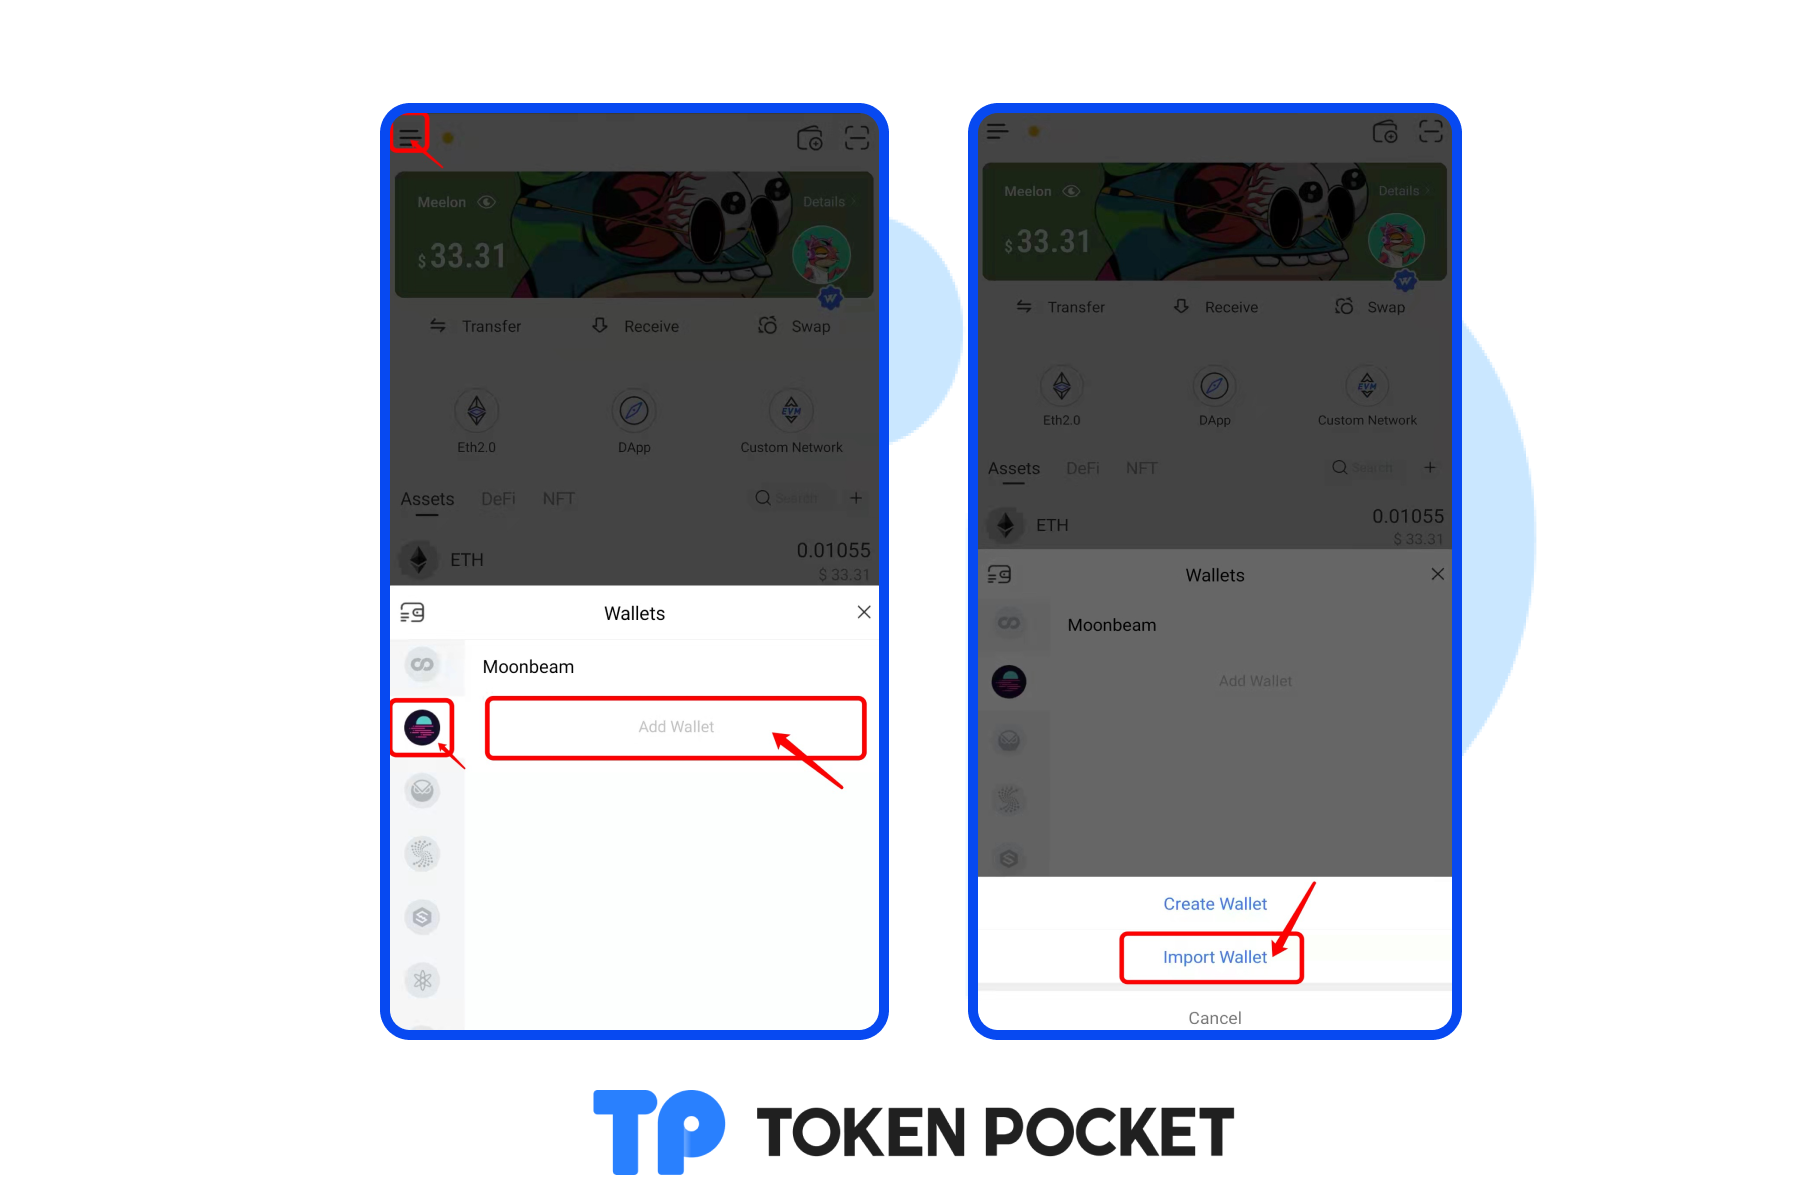 Meelon
Details
$ 33.31
Transfer
Receive
Swap
EVM
Eth2.0
DApp
Custom Network
Assets
DeFi
NFT
Search
+
ETH
0.01055
$ 33.31
Wallets
Moonbeam
Add Wallet
Meelon
Details
$ 33.31
Transfer
Receive
Swap
EVM
Eth2.0
DApp
Custom Network
Assets
DeFi
NFT
Search
+
ETH
0.01055
$ 33.31
Wallets
Moonbeam
Add Wallet
Create Wallet
Import Wallet
Cancel
TP TOKEN POCKET